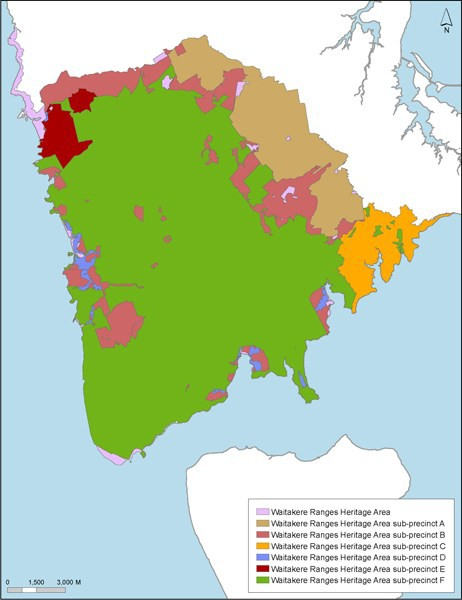 N
Waitakere Ranges Heritage Area
Waitakere Ranges Heritage Area sub-precinct A
Waitakere Ranges Heritage Area sub-precinct B
Waitakere Ranges Heritage Area sub-precinct C
Waitakere Ranges Heritage Area sub-precinct D
Waitakere Ranges Heritage Area sub-precinct E
Waitakere Ranges Heritage Area sub-precinct F
0 1,500 3,000 M